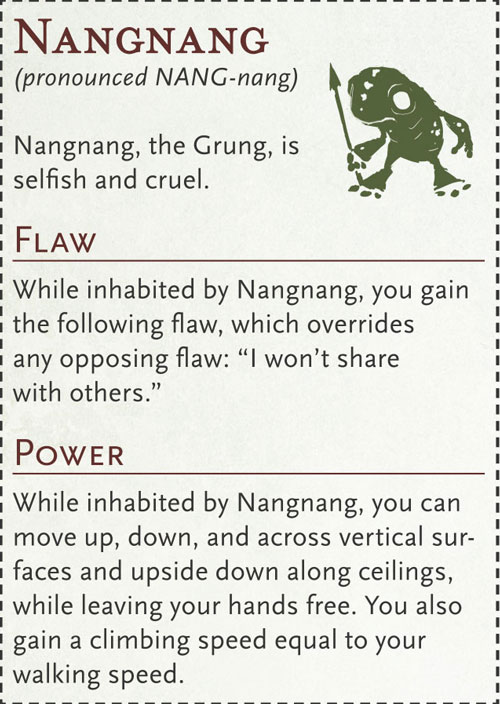 Nangnang
(pronounced NANG-nang)
Nangnang, the Grung, is
selfish and cruel.
Flaw
While inhabited by Nangnang, you gain
the following flaw, which overrides
any opposing flaw: “I won’t share
with others.”
Power
While inhabited by Nangnang, you can
move up, down, and across vertical sur-
faces and upside down along ceilings,
while leaving your hands free. You also
gain a climbing speed equal to your
walking speed.